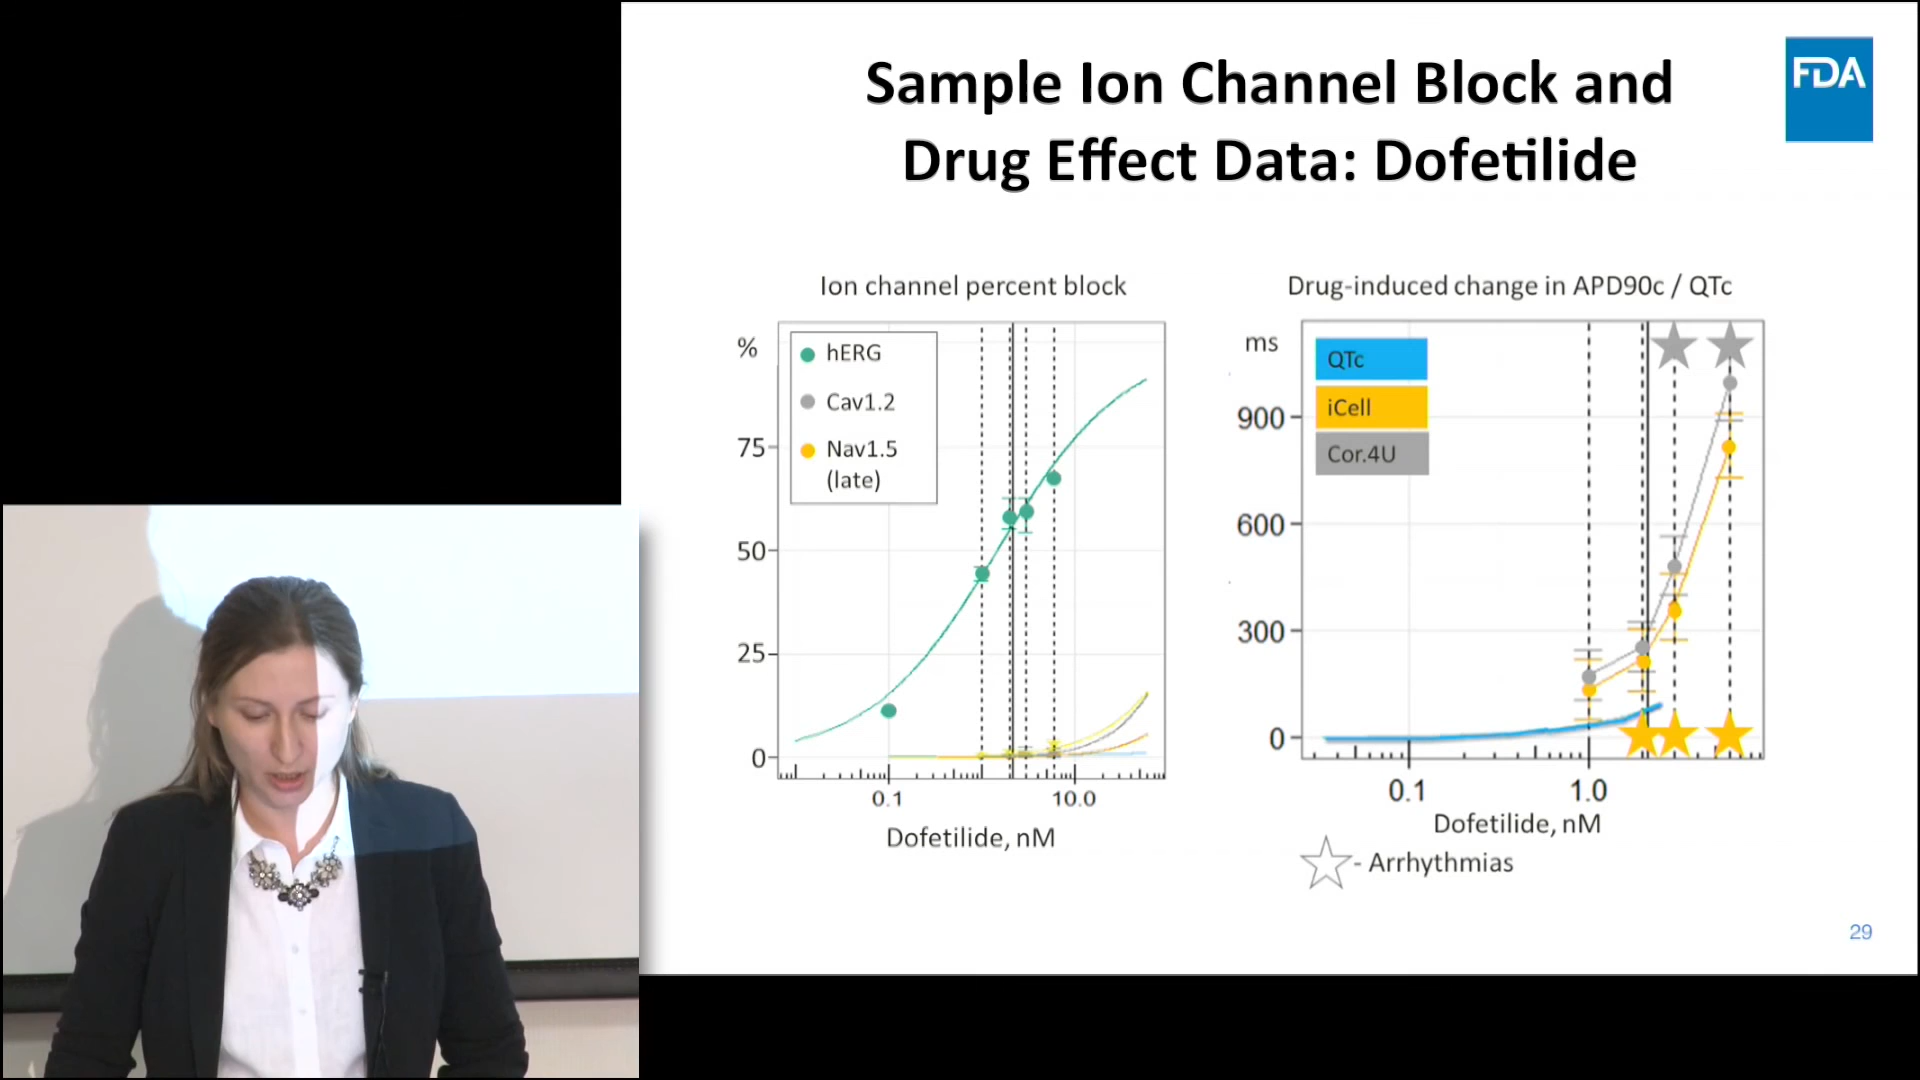 Sample Ion Channel Block and
Drug Effect Data: Dofetilide
FDA
Ion channel percent block
%
hERG
Cav1.2
Nav1.5
(late)
75
50
25
0
0.1
10.0
Dofetilide, nM
Drug-induced change in APD90c / QTc
ms
QTc
iCell
Cor.4U
900
600
300
0
0.1
1.0
Dofetilide, nM
- Arrhythmias
29